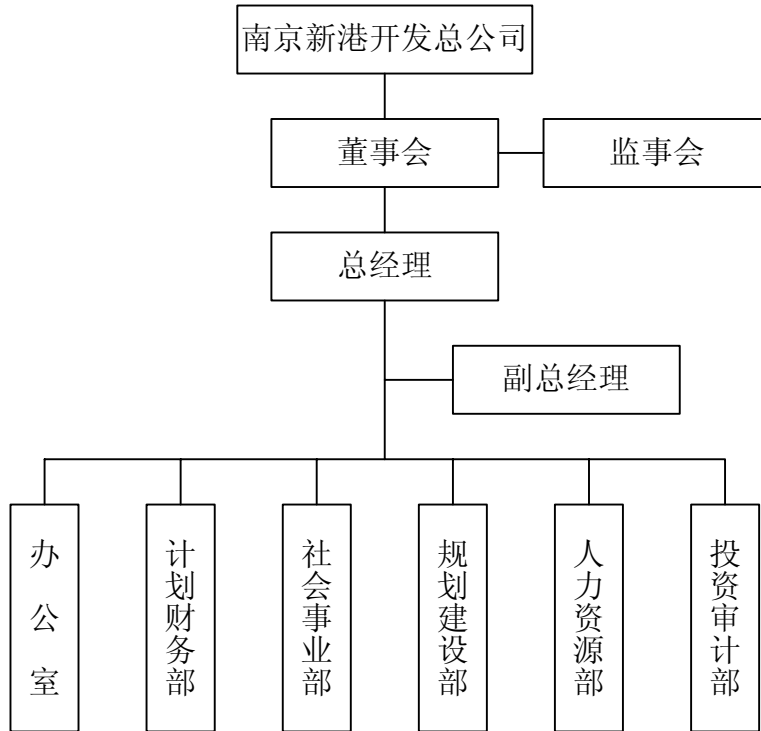 南京新港开发总公司
董事会
监事会
总经理
副总经理
办公室
计划财务部
社会事业部
规划建设部
人力资源部
投资审计部